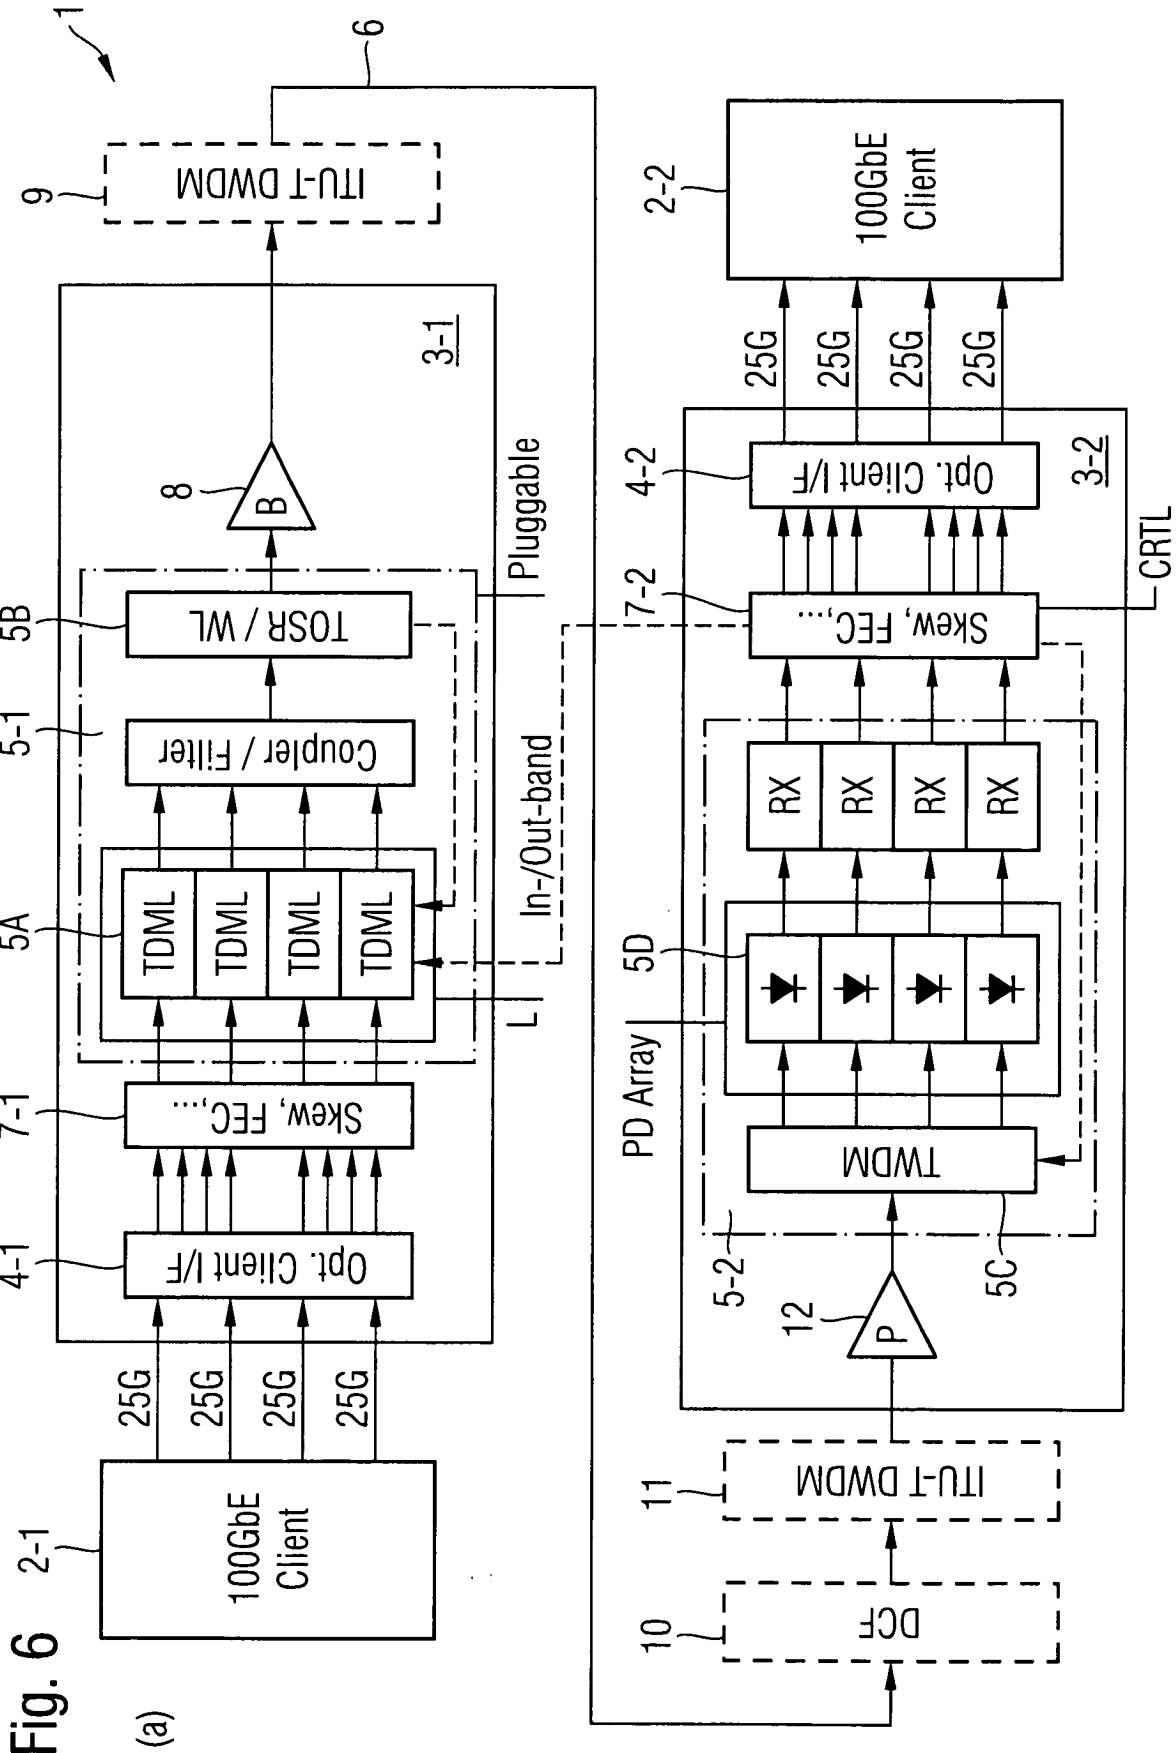 Fig. 6
(a)
1
2-1
100GbE
Client
25G
25G
25G
25G
4-1
Opt. Client I/F
7-1
Skew, FEC,...
5A
TDML
TDML
TDML
TDML
L
5-1
Coupler / Filter
5B
TOSR / WL
Pluggable
8
B
3-1
9
ITU-T DWDM
6
In-/Out-band
10
DCF
11
ITU-T DWDM
12
P
5-2
TWDM
5C
PD Array
5D
RX
RX
RX
RX
7-2
Skew, FEC,...
CRTL
4-2
Opt. Client I/F
3-2
25G
25G
25G
25G
2-2
100GbE
Client